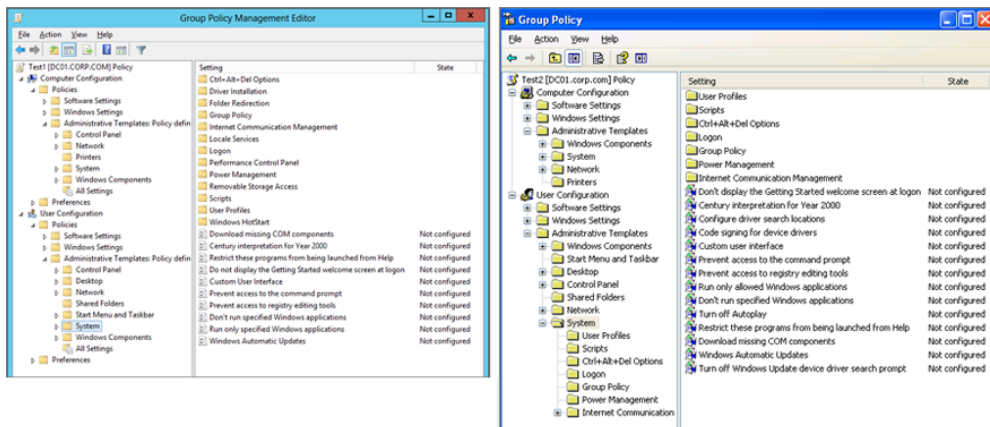 Group Policy Management Editor
File Action View Help
Test1 [DC01.CORP.COM] Policy
Computer Configuration
Policies
Software Settings
Windows Settings
Administrative Templates: Policy defin
Control Panel
Network
Printers
System
Windows Components
All Settings
Preferences
User Configuration
Policies
Software Settings
Windows Settings
Administrative Templates: Policy defin
Control Panel
Desktop
Network
Shared Folders
Start Menu and Taskbar
System
Windows Components
All Settings
Preferences
Setting State
Ctrl+Alt+Del Options
Driver Installation
Folder Redirection
Group Policy
Internet Communication Management
Locale Services
Logon
Performance Control Panel
Power Management
Removable Storage Access
Scripts
User Profiles
Windows HotStart
Download missing COM components Not configured
Century interpretation for Year 2000 Not configured
Restrict these programs from being launched from Help Not configured
Do not display the Getting Started welcome screen at logon Not configured
Custom User Interface Not configured
Prevent access to the command prompt Not configured
Prevent access to registry editing tools Not configured
Don't run specified Windows applications Not configured
Run only specified Windows applications Not configured
Windows Automatic Updates Not configured
Group Policy
File Action View Help
Test2 [DC01.corp.com] Policy
Computer Configuration
Software Settings
Windows Settings
Administrative Templates
Windows Components
System
Network
Printers
User Configuration
Software Settings
Windows Settings
Administrative Templates
Windows Components
Start Menu and Taskbar
Desktop
Control Panel
Shared Folders
Network
System
User Profiles
Scripts
Ctrl+Alt+Del Options
Logon
Group Policy
Power Management
Internet Communication
Setting State
User Profiles
Scripts
Ctrl+Alt+Del Options
Logon
Group Policy
Power Management
Internet Communication Management
Don't display the Getting Started welcome screen at logon Not configured
Century interpretation for Year 2000 Not configured
Configure driver search locations Not configured
Code signing for device drivers Not configured
Custom user interface Not configured
Prevent access to the command prompt Not configured
Prevent access to registry editing tools Not configured
Run only allowed Windows applications Not configured
Don't run specified Windows applications Not configured
Turn off Autoplay Not configured
Restrict these programs from being launched from Help Not configured
Download missing COM components Not configured
Windows Automatic Updates Not configured
Turn off Windows Update device driver search prompt Not configured